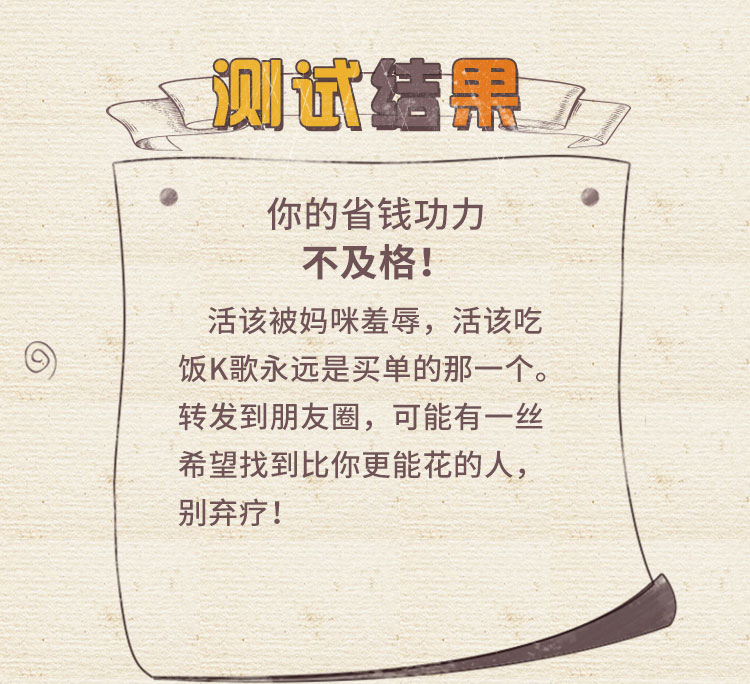 测试结果
你的省钱功力
不及格！
活该被妈咪羞辱，活该吃
饭K歌永远是买单的那一个。
转发到朋友圈，可能有一丝
希望找到比你更能花的人，
别弃疗！